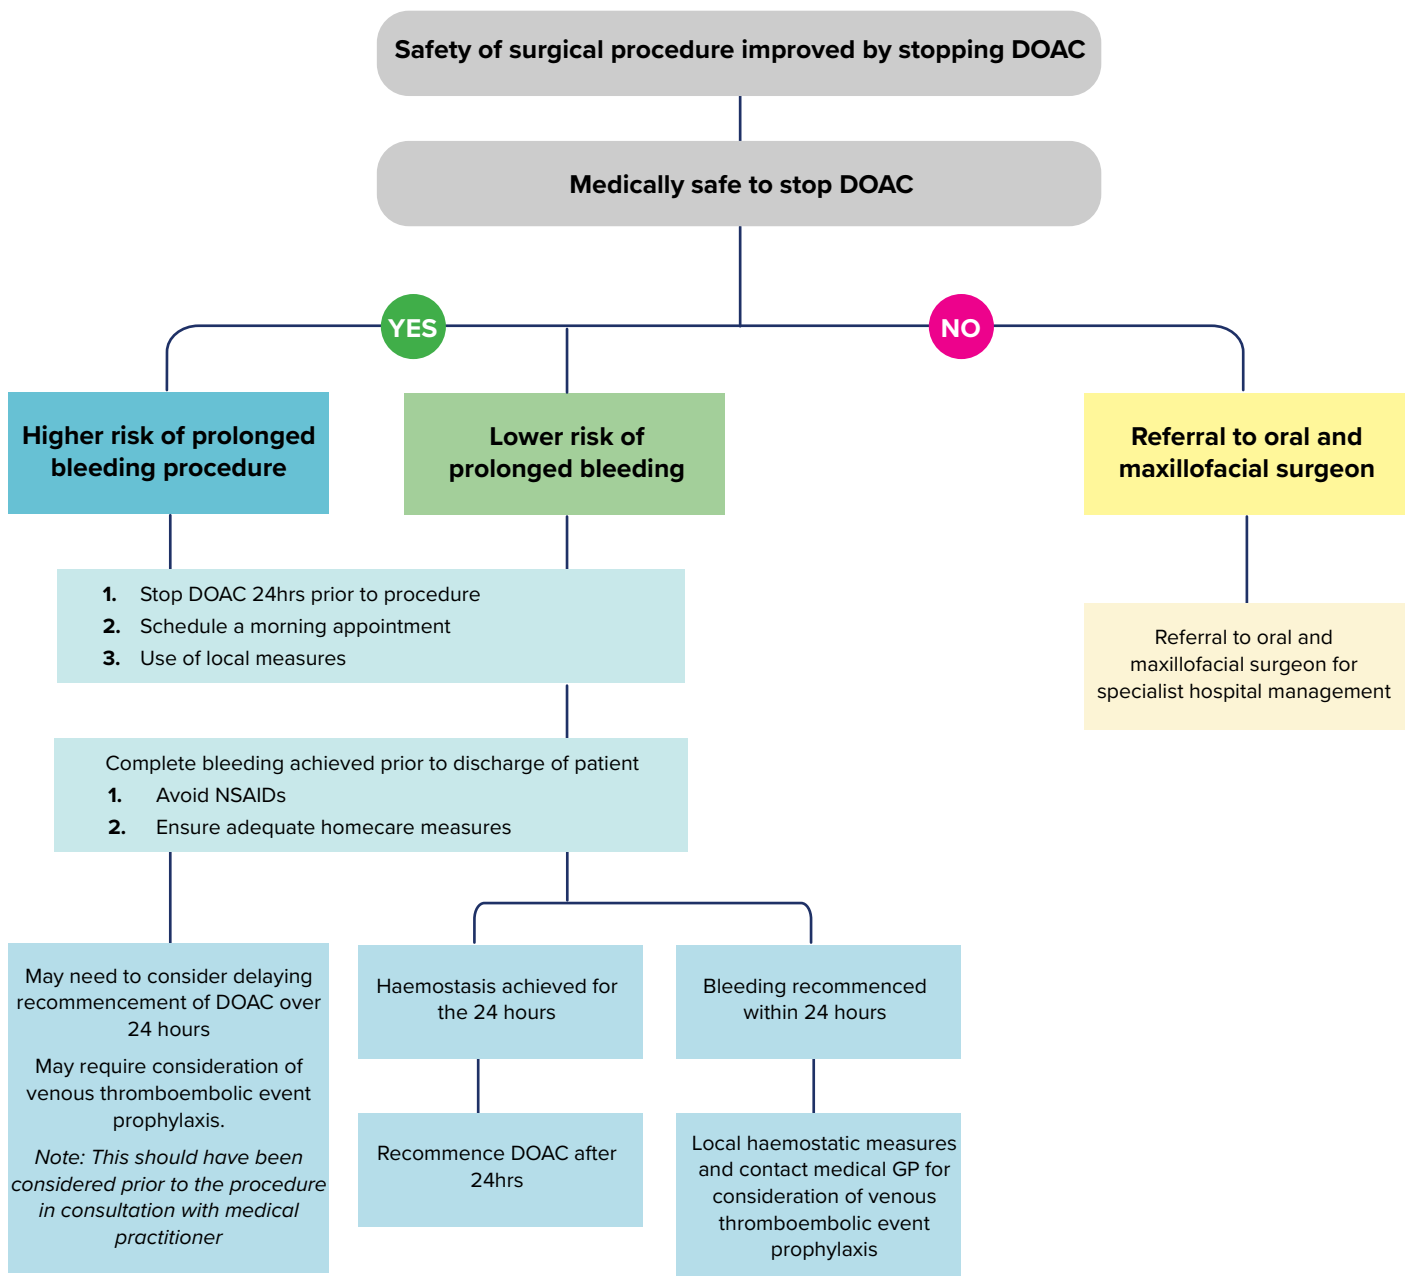 Safety of surgical procedure improved by stopping DOAC
Medically safe to stop DOAC
YES
NO
Higher risk of prolonged
bleeding procedure
Lower risk of
prolonged bleeding
Referral to oral and
maxillofacial surgeon
1. Stop DOAC 24hrs prior to procedure
2. Schedule a morning appointment
3. Use of local measures
Referral to oral and
maxillofacial surgeon for
specialist hospital management
Complete bleeding achieved prior to discharge of patient
1. Avoid NSAIDs
2. Ensure adequate homecare measures
May need to consider delaying
recommencement of DOAC over
24 hours
May require consideration of
venous thromboembolic event
prophylaxis.
Note: This should have been
considered prior to the procedure
in consultation with medical
practitioner
Haemostasis achieved for
the 24 hours
Bleeding recommenced
within 24 hours
Recommence DOAC after
24hrs
Local haemostatic measures
and contact medical GP for
consideration of venous
thromboembolic event
prophylaxis